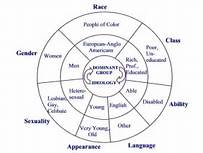 Race
People of Color
Gender
Class
European-Anglo
Americans
Women
Poor,
Un-
educated
Men
DOMINANT
GROUP
IDEOLOGY
Rich,
Prof.,
Educated
Hetero-
sexual
Able
Disabled
Lesbian,
Gay,
Celibate
Young
English
Sexuality
Ability
Very Young,
Old
Other
Appearance
Language